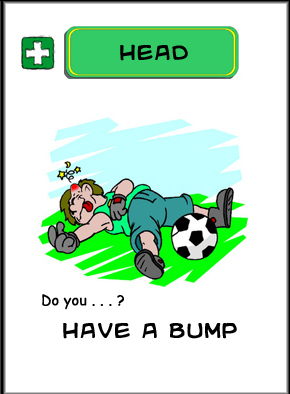 HEAD
Do you . . . ?
HAVE A BUMP